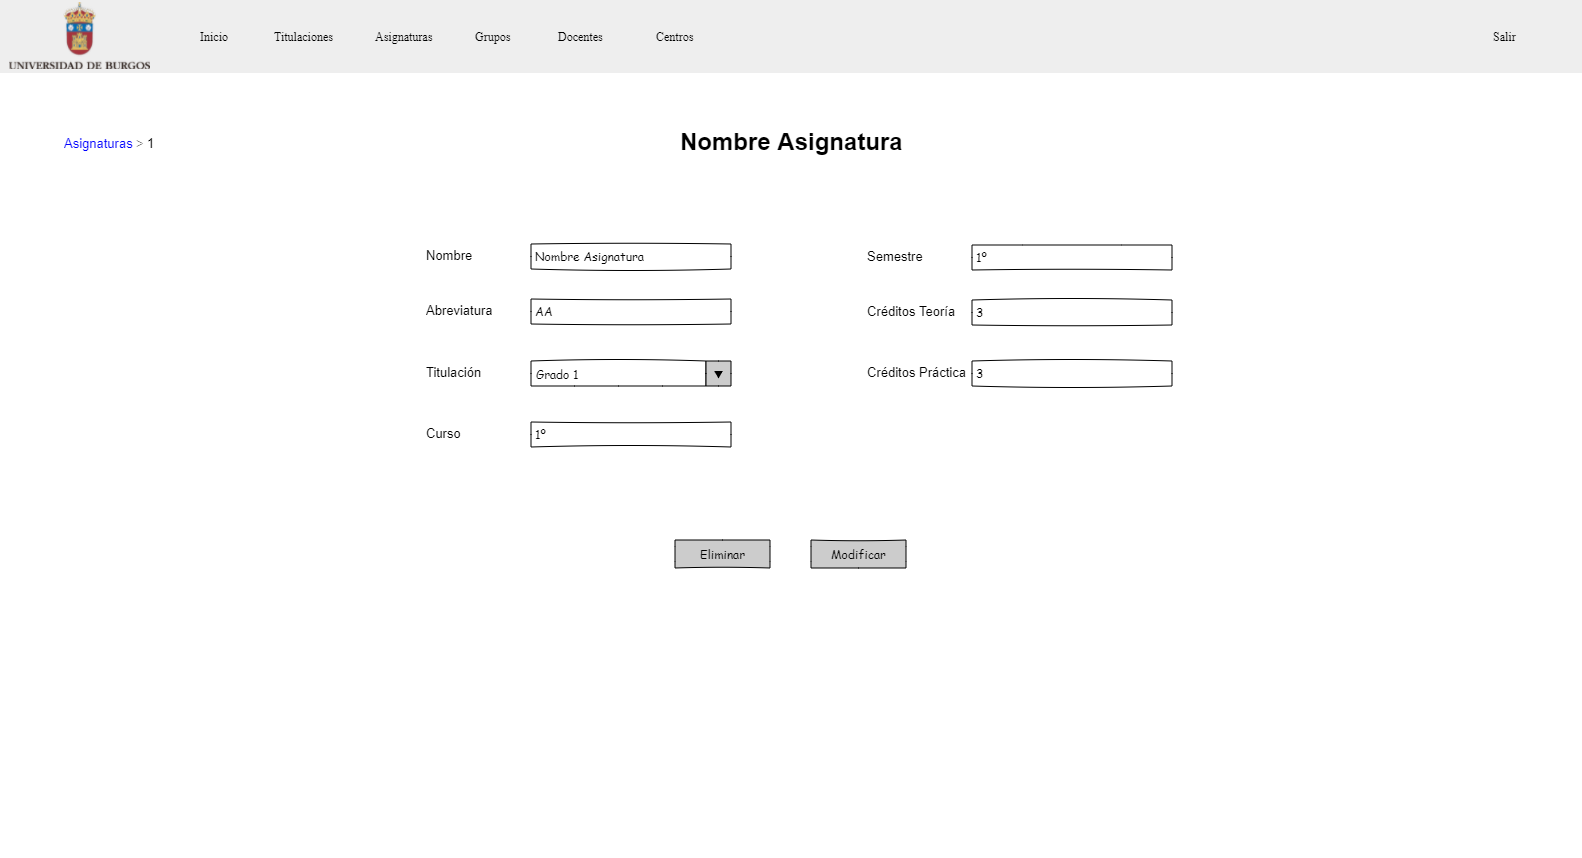 UNIVERSIDAD DE BURGOS
Inicio Titulaciones Asignaturas Grupos Docentes Centros Salir
Asignaturas > 1
Nombre Asignatura
Nombre Nombre Asignatura Semestre 1º
Abreviatura AA Créditos Teoría 3
Titulación Grado 1 ▼ Créditos Práctica 3
Curso 1º
Eliminar Modificar